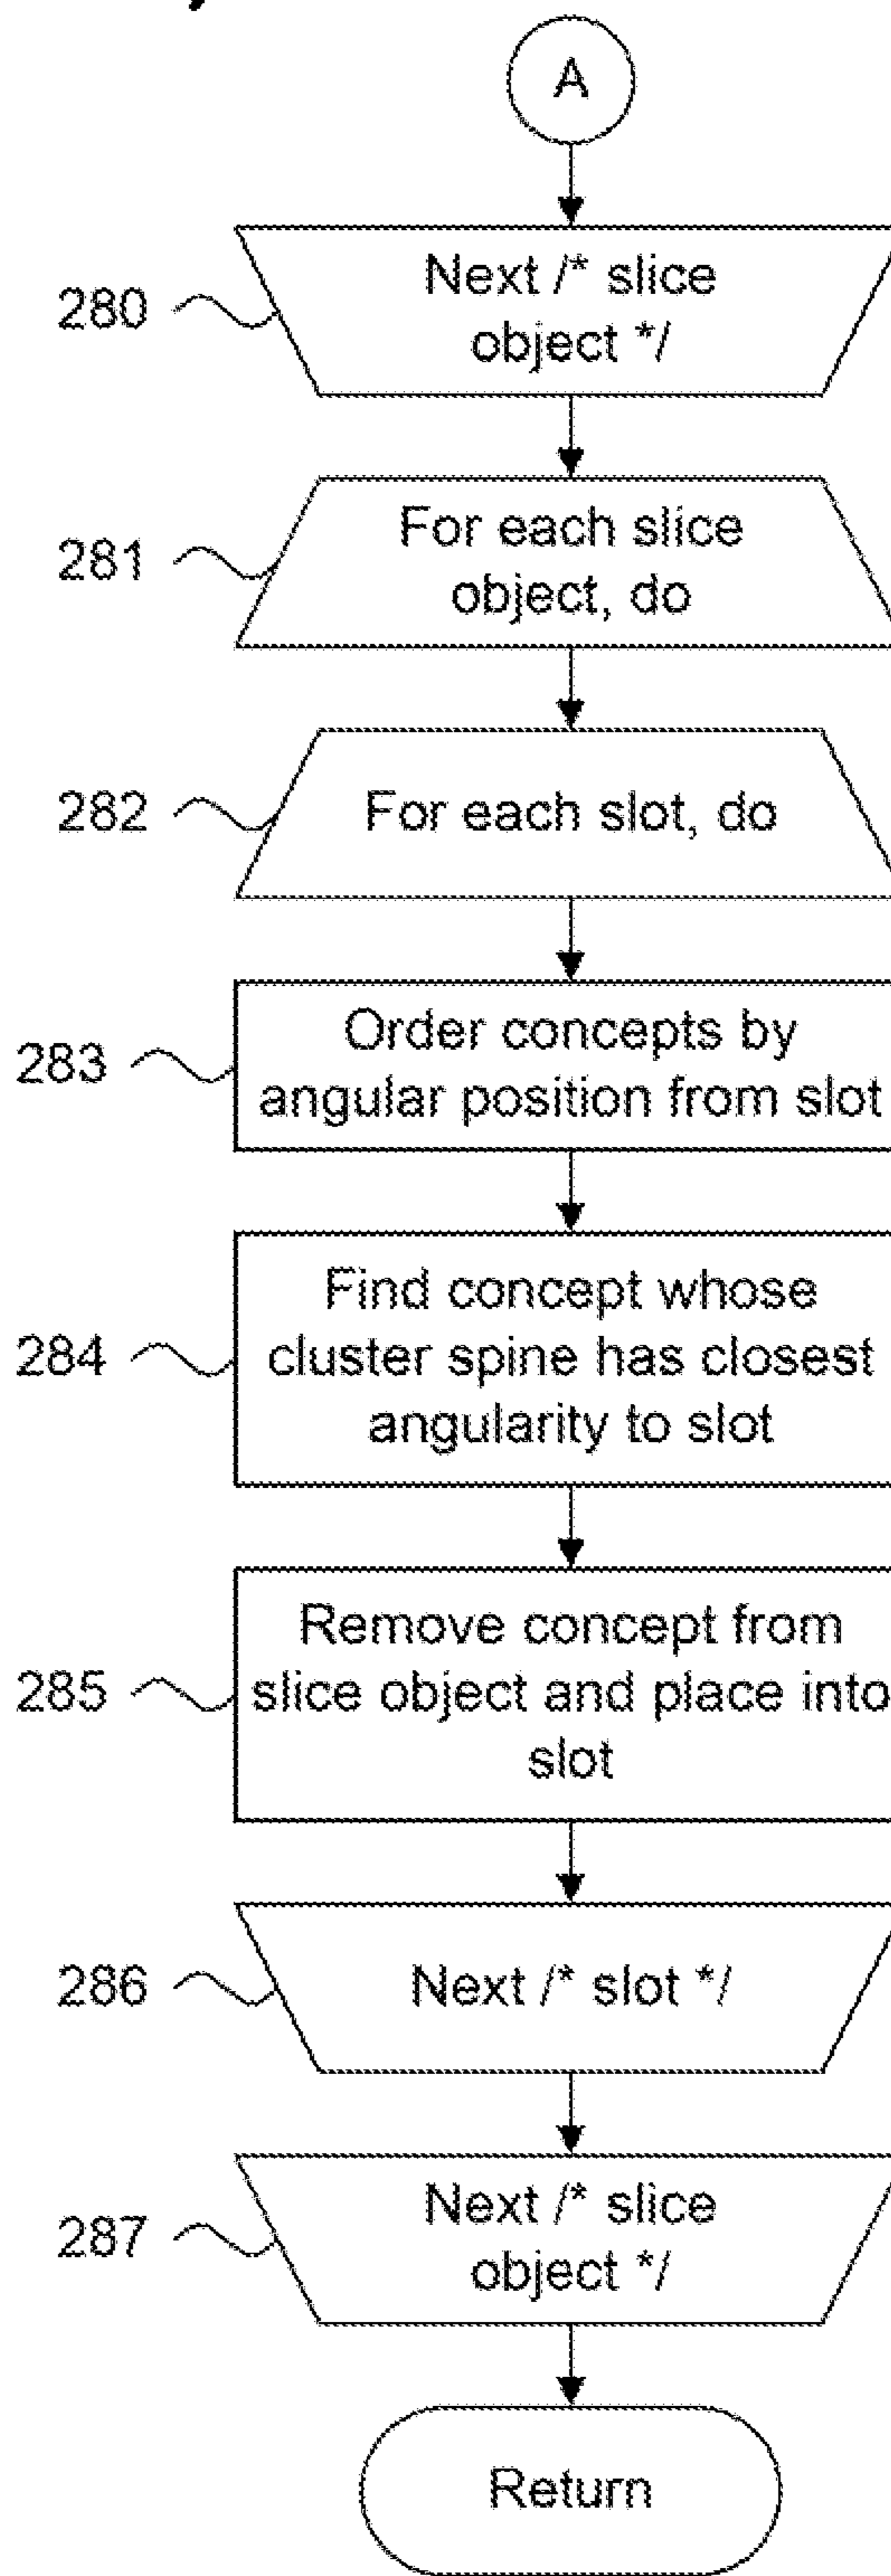 A
280
Next /* slice
object */
281
For each slice
object, do
282
For each slot, do
283
Order concepts by
angular position from slot
284
Find concept whose
cluster spine has closest
angularity to slot
285
Remove concept from
slice object and place into
slot
286
Next /* slot */
287
Next /* slice
object */
Return